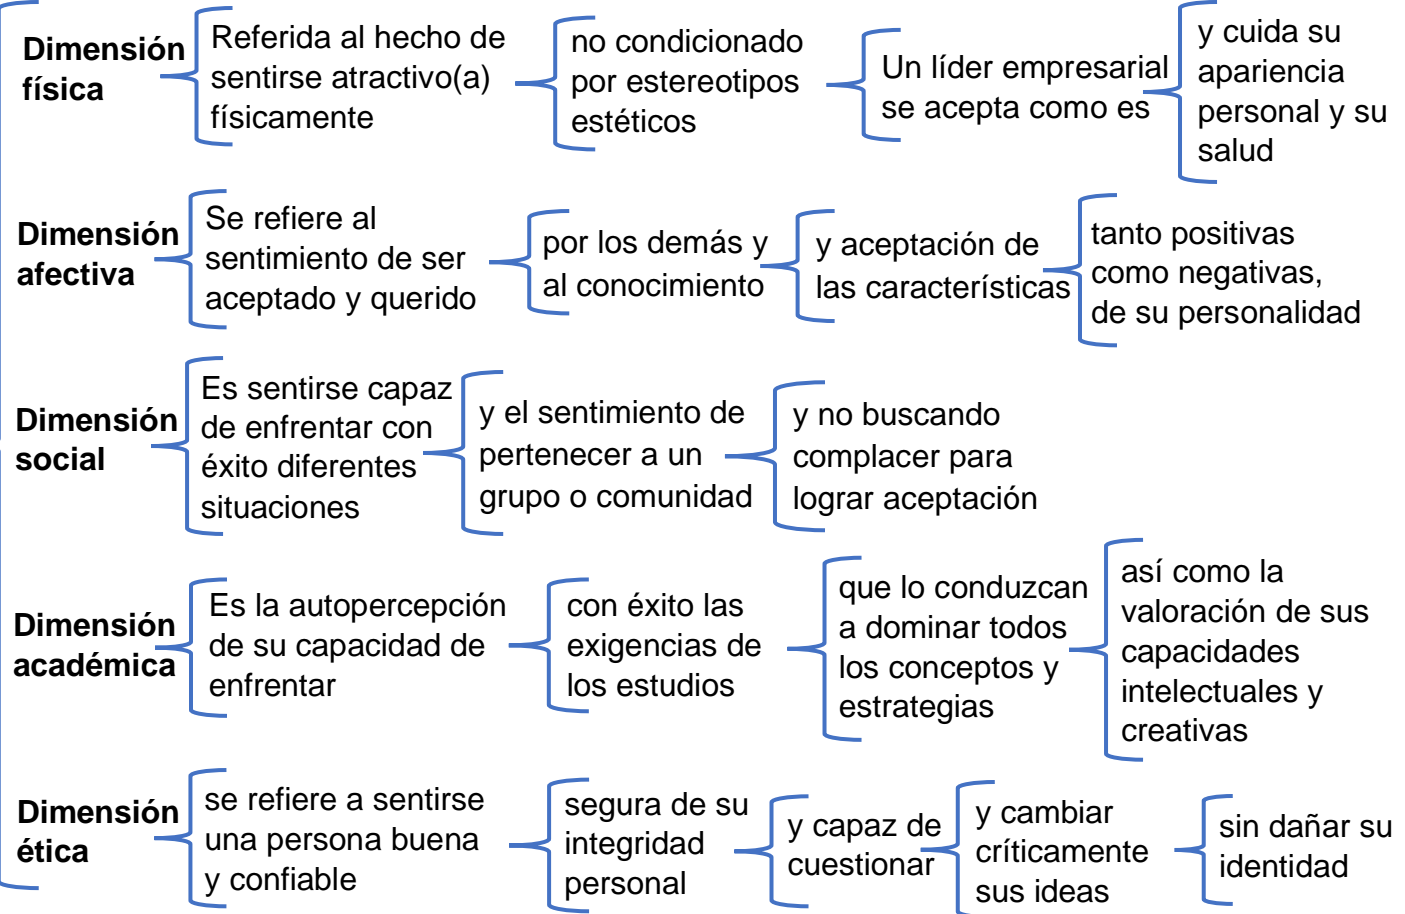 Dimensión
física
Referida al hecho de
sentirse atractivo(a)
físicamente
no condicionado
por estereotipos
estéticos
Un líder empresarial
se acepta como es
y cuida su
apariencia
personal y su
salud
Dimensión
afectiva
Se refiere al
sentimiento de ser
aceptado y querido
por los demás y
al conocimiento
y aceptación de
las características
tanto positivas
como negativas,
de su personalidad
Dimensión
social
Es sentirse capaz
de enfrentar con
éxito diferentes
situaciones
y el sentimiento de
pertenecer a un
grupo o comunidad
y no buscando
complacer para
lograr aceptación
Dimensión
académica
Es la autopercepción
de su capacidad de
enfrentar
con éxito las
exigencias de
los estudios
que lo conduzcan
a dominar todos
los conceptos y
estrategias
así como la
valoración de sus
capacidades
intelectuales y
creativas
Dimensión
ética
se refiere a sentirse
una persona buena
y confiable
segura de su
integridad
personal
y capaz de
cuestionar
y cambiar
críticamente
sus ideas
sin dañar su
identidad